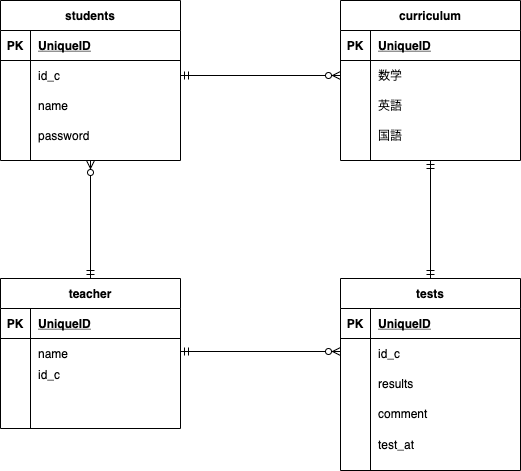 students
PK UniqueID
id_c
name
password
curriculum
PK UniqueID
数学
英語
国語
teacher
PK UniqueID
name
id_c
tests
PK UniqueID
id_c
results
comment
test_at